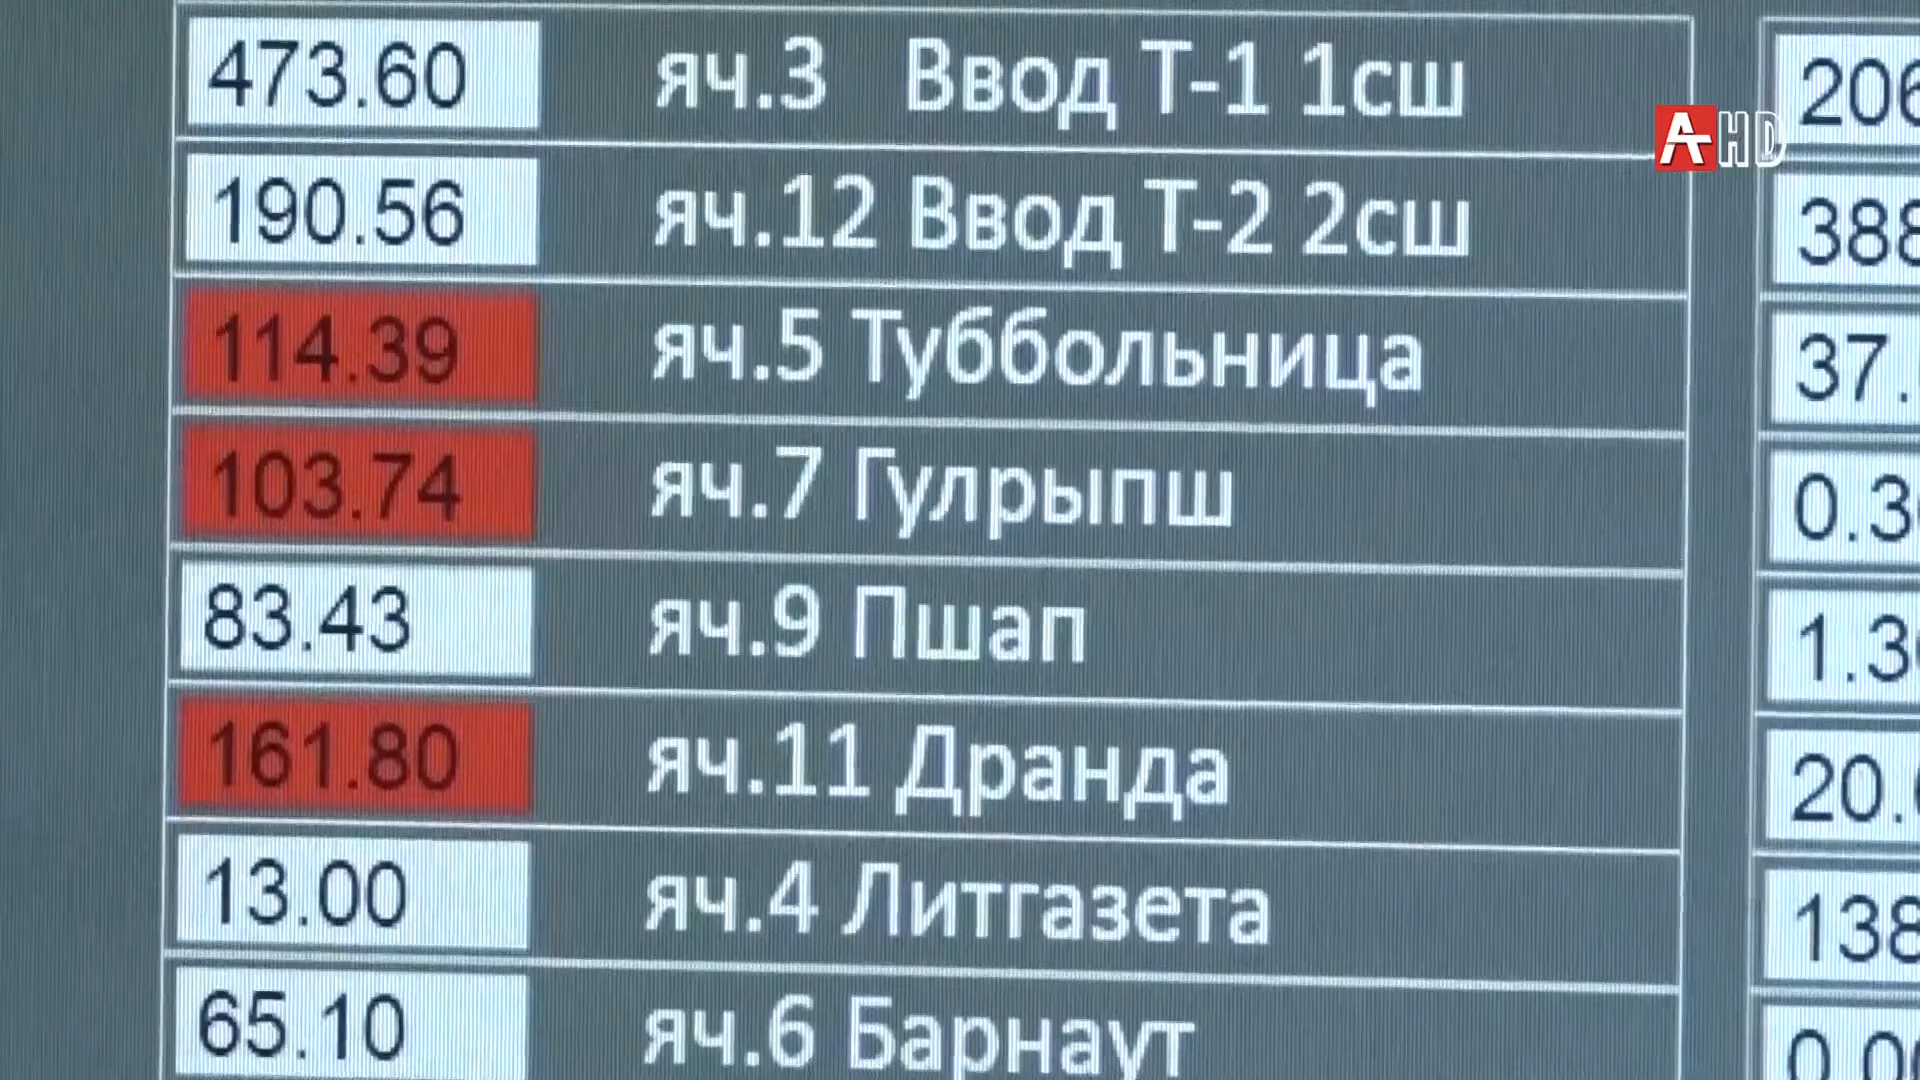 473.60 яч.3 Ввод Т-1 1сш
AHD
190.56 яч.12 Ввод Т-2 2сш
114.39 яч.5 Туббольница
103.74 яч.7 Гулрыпш
83.43 яч.9 Пшап
161.80 яч.11 Дранда
13.00 яч.4 Литгазета
65.10 яч.6 Барнаут